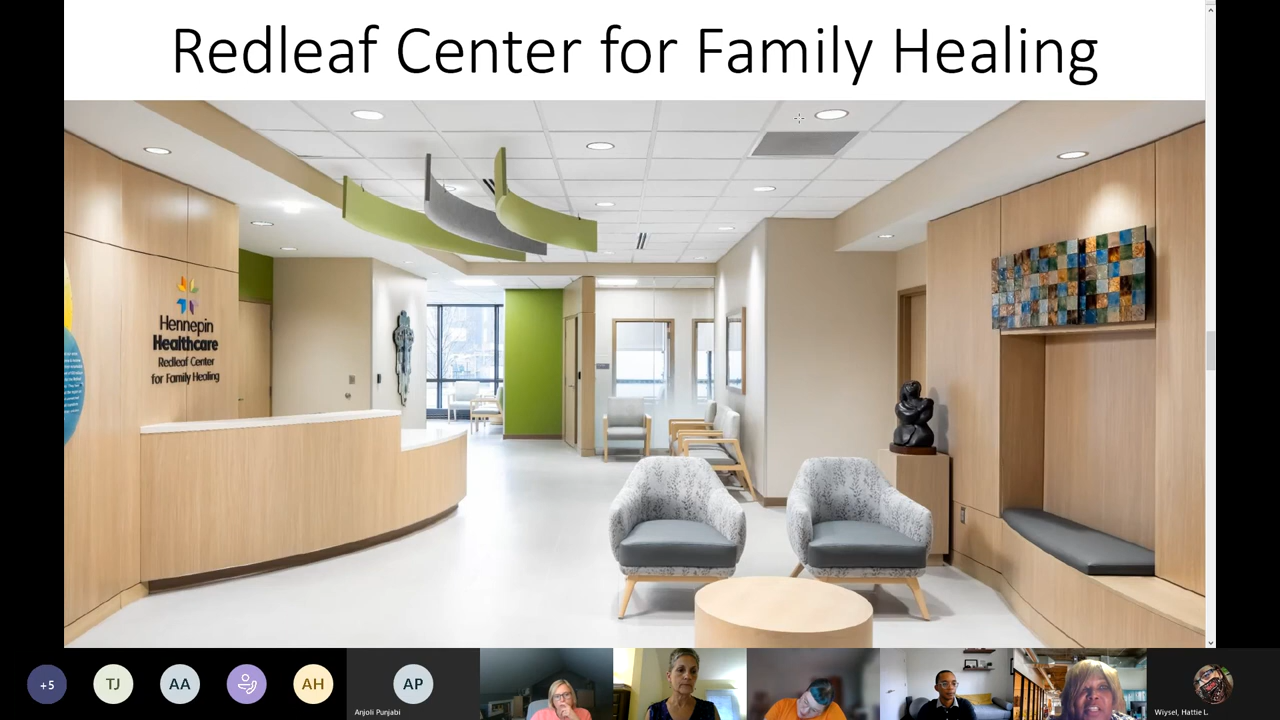 Redleaf Center for Family Healing
Hennepin
Healthcare
Redleaf Center
for Family Healing
+5
TJ
AA
AH
AP
Anjoli Punjabi
Wiysel, Hattie L.